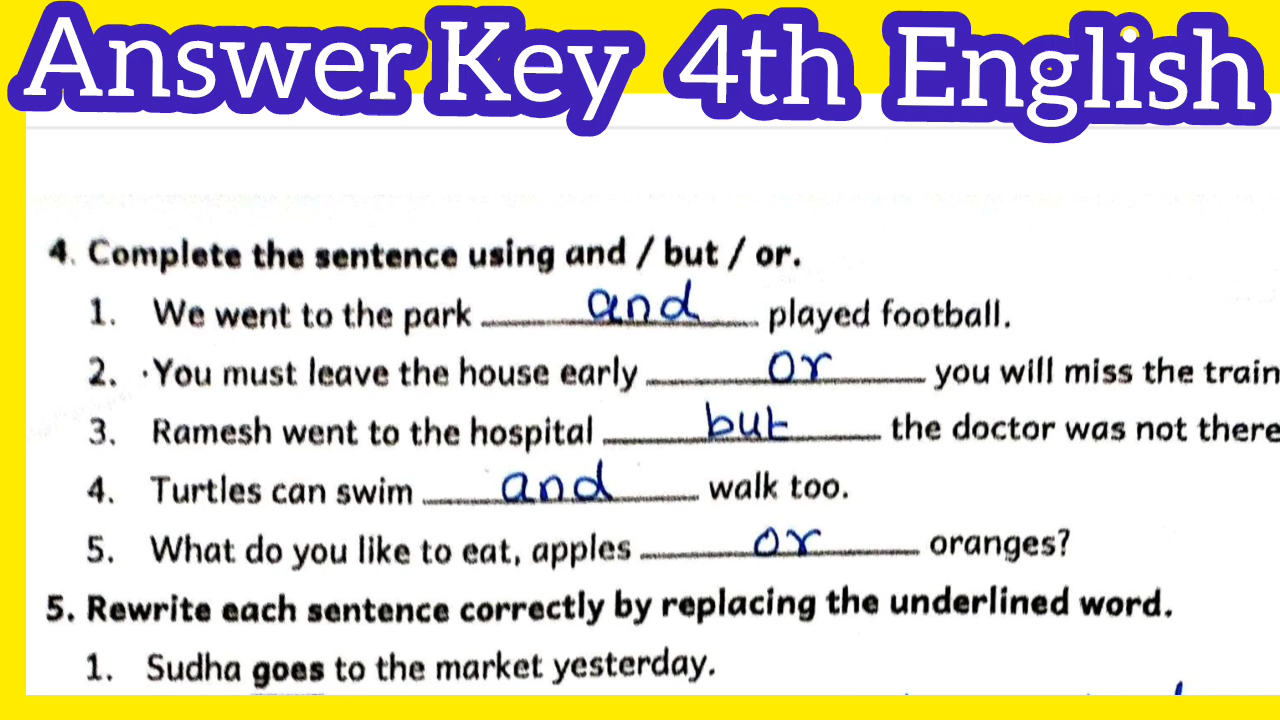 Answer Key 4th English
4. Complete the sentence using and / but / or.
1. We went to the park and played football.
2. ·You must leave the house early or you will miss the train
3. Ramesh went to the hospital but the doctor was not there
4. Turtles can swim and walk too.
5. What do you like to eat, apples or oranges?
5. Rewrite each sentence correctly by replacing the underlined word.
1. Sudha goes to the market yesterday.